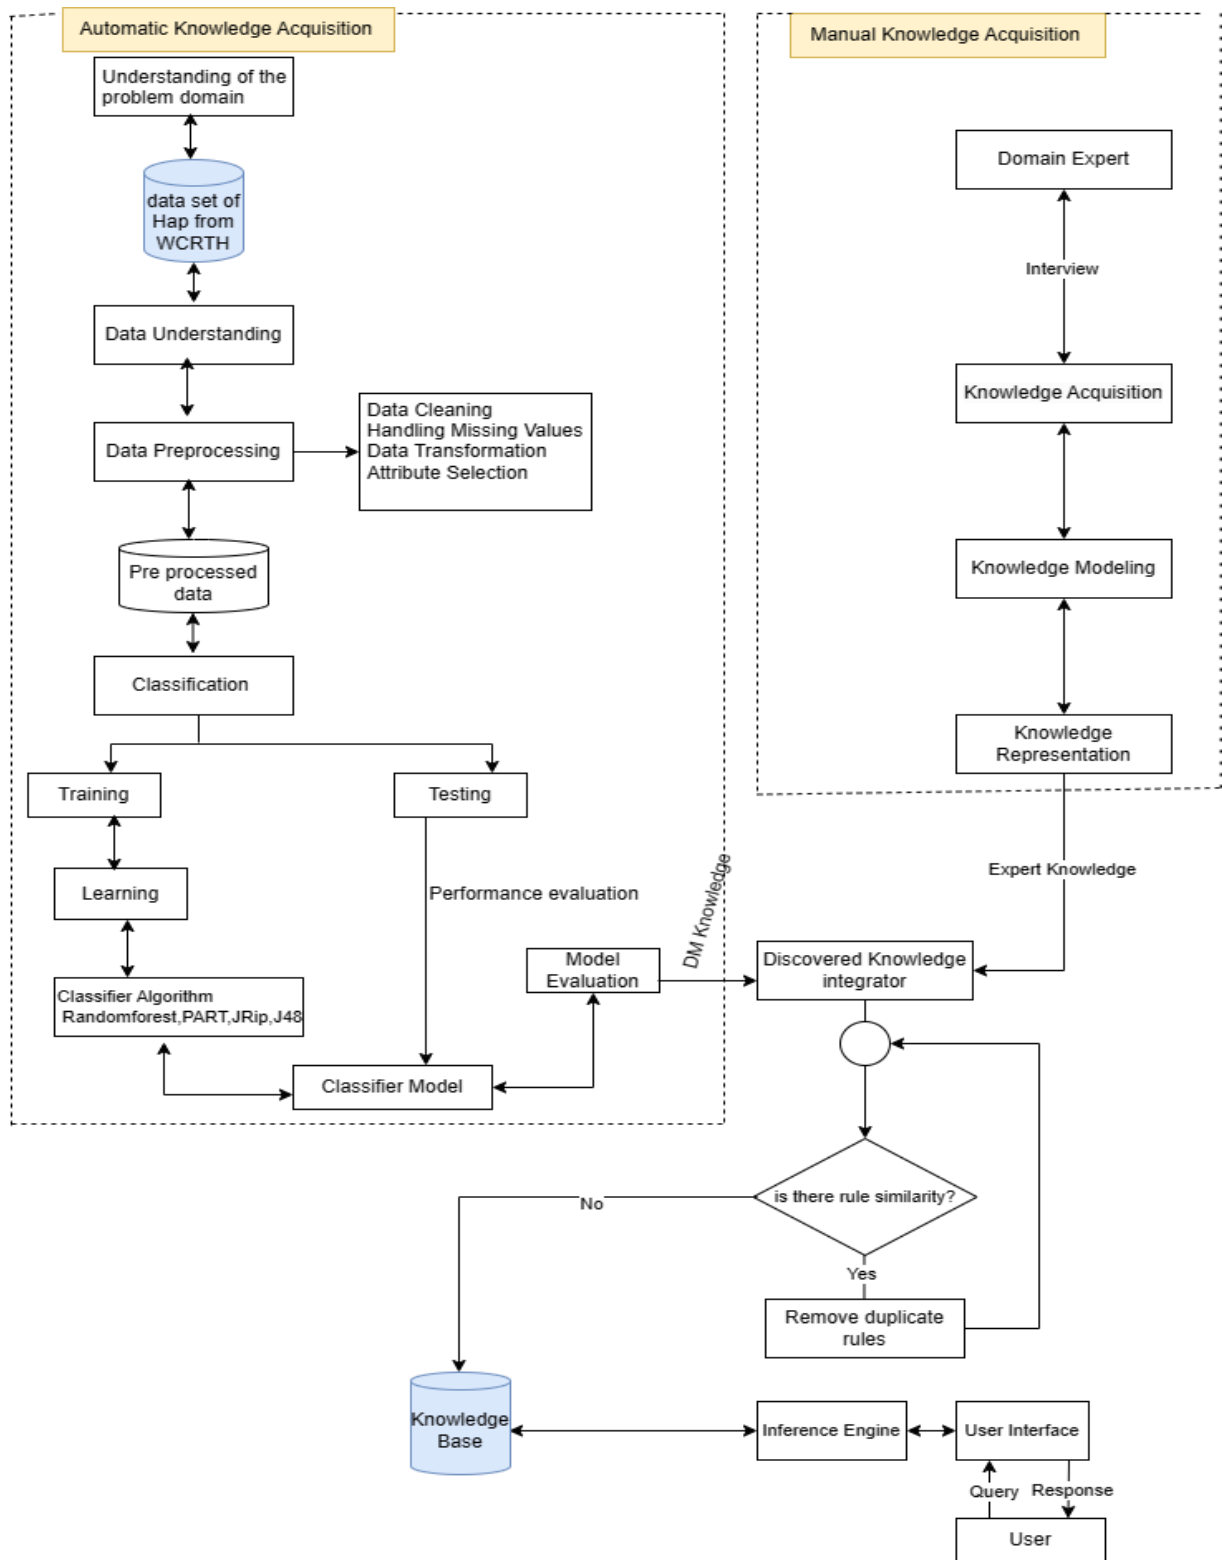 Automatic Knowledge Acquisition
Understanding of the
problem domain
data set of
Hap from
WCRTH
Data Understanding
Data Preprocessing
Data Cleaning
Handling Missing Values
Data Transformation
Attribute Selection
Pre processed
data
Classification
Training
Testing
Learning
Performance evaluation
Classifier Algorithm
Randomforest,PART,JRip,J48
Classifier Model
Model
Evaluation
DM Knowledge
Manual Knowledge Acquisition
Domain Expert
Interview
Knowledge Acquisition
Knowledge Modeling
Knowledge
Representation
Expert Knowledge
Discovered Knowledge
integrator
is there rule similarity?
No
Yes
Remove duplicate
rules
Knowledge
Base
Inference Engine
User Interface
Query
Response
User